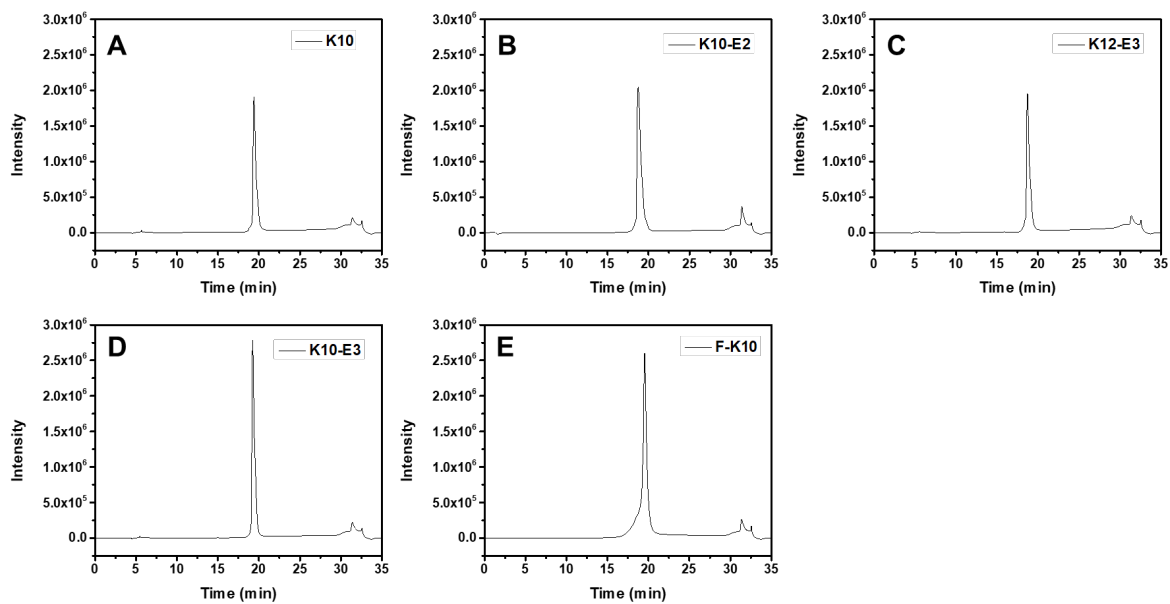 A
K10
3.0x10⁶
2.5x10⁶
2.0x10⁶
1.5x10⁶
1.0x10⁶
5.0x10⁵
0.0
Intensity
0 5 10 15 20 25 30 35
Time (min)
B
K10-E2
3.0x10⁶
2.5x10⁶
2.0x10⁶
1.5x10⁶
1.0x10⁶
5.0x10⁵
0.0
Intensity
0 5 10 15 20 25 30 35
Time (min)
C
K12-E3
3.0x10⁶
2.5x10⁶
2.0x10⁶
1.5x10⁶
1.0x10⁶
5.0x10⁵
0.0
Intensity
0 5 10 15 20 25 30 35
Time (min)
D
K10-E3
3.0x10⁶
2.5x10⁶
2.0x10⁶
1.5x10⁶
1.0x10⁶
5.0x10⁵
0.0
Intensity
0 5 10 15 20 25 30 35
Time (min)
E
F-K10
3.0x10⁶
2.5x10⁶
2.0x10⁶
1.5x10⁶
1.0x10⁶
5.0x10⁵
0.0
Intensity
0 5 10 15 20 25 30 35
Time (min)